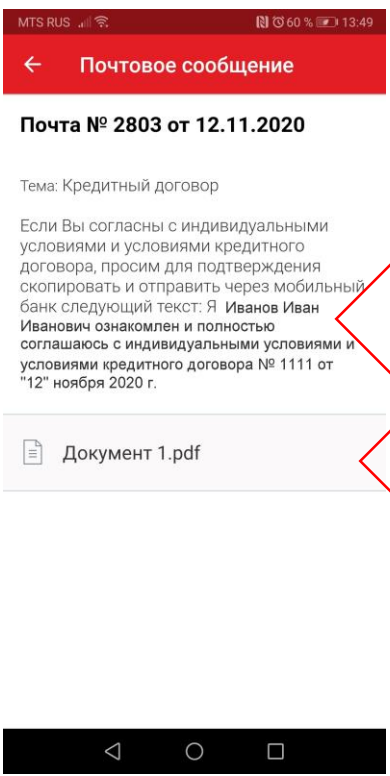 MTS RUS 60 % 13:49
Почтовое сообщение
Почта № 2803 от 12.11.2020
Тема: Кредитный договор
Если Вы согласны с индивидуальными
условиями и условиями кредитного
договора, просим для подтверждения
скопировать и отправить через мобильный
банк следующий текст: Я Иванов Иван
Иванович ознакомлен и полностью
соглашаюсь с индивидуальными условиями и
условиями кредитного договора № 1111 от
"12" ноября 2020 г.
Документ 1.pdf